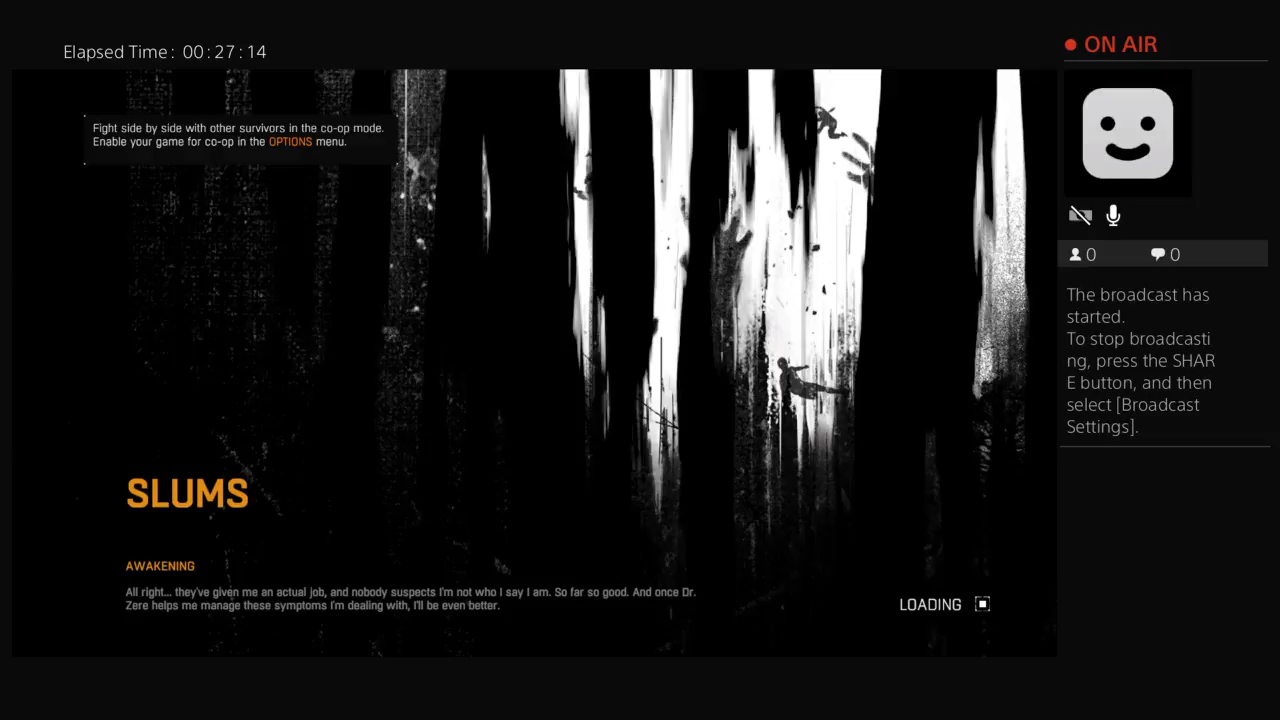 Elapsed Time: 00:27:14
ON AIR
Fight side by side with other survivors in the co-op mode.
Enable your game for co-op in the OPTIONS menu.
0
0
The broadcast has
started.
To stop broadcasti
ng, press the SHAR
E button, and then
select [Broadcast
Settings].
SLUMS
AWAKENING
All right... they've given me an actual job, and nobody suspects I'm not who I say I am. So far so good. And once Dr.
Zere helps me manage these symptoms I'm dealing with, I'll be even better.
LOADING